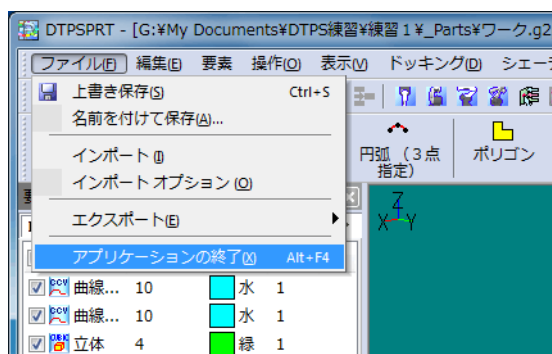 DTPSPRT - [G:¥My Documents¥DTPS練習¥練習１¥_Parts¥ワーク.g2
ファイル(F) 編集(E) 要素 操作(O) 表示(V) ドッキング(D) シェー
上書き保存(S) Ctrl+S
名前を付けて保存(A)...
インポート(I)
インポート オプション(O)
エクスポート(E)
アプリケーションの終了(X) Alt+F4
円弧（３点
指定）
ポリゴン
Z
X Y
曲線... 10 水 1
曲線... 10 水 1
立体 4 緑 1